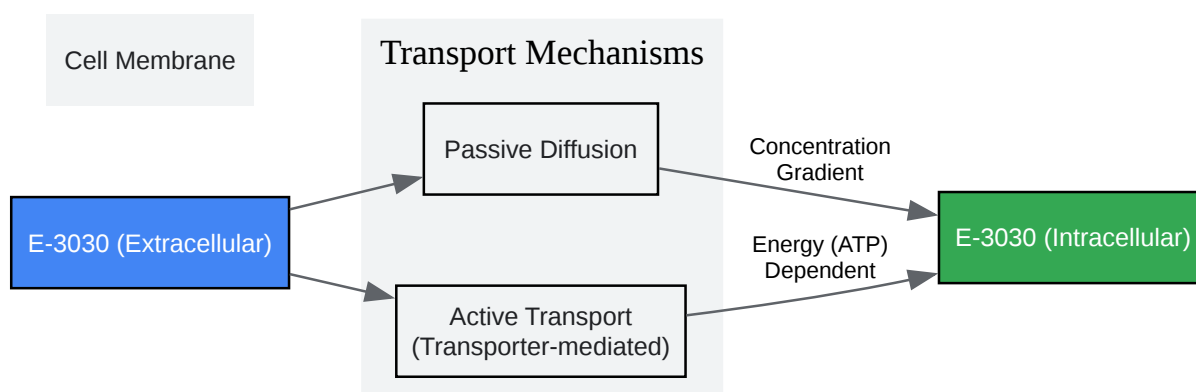 Cell Membrane
Transport Mechanisms
Passive Diffusion
Concentration
Gradient
E-3030 (Extracellular)
E-3030 (Intracellular)
Energy (ATP)
Dependent
Active Transport
(Transporter-mediated)